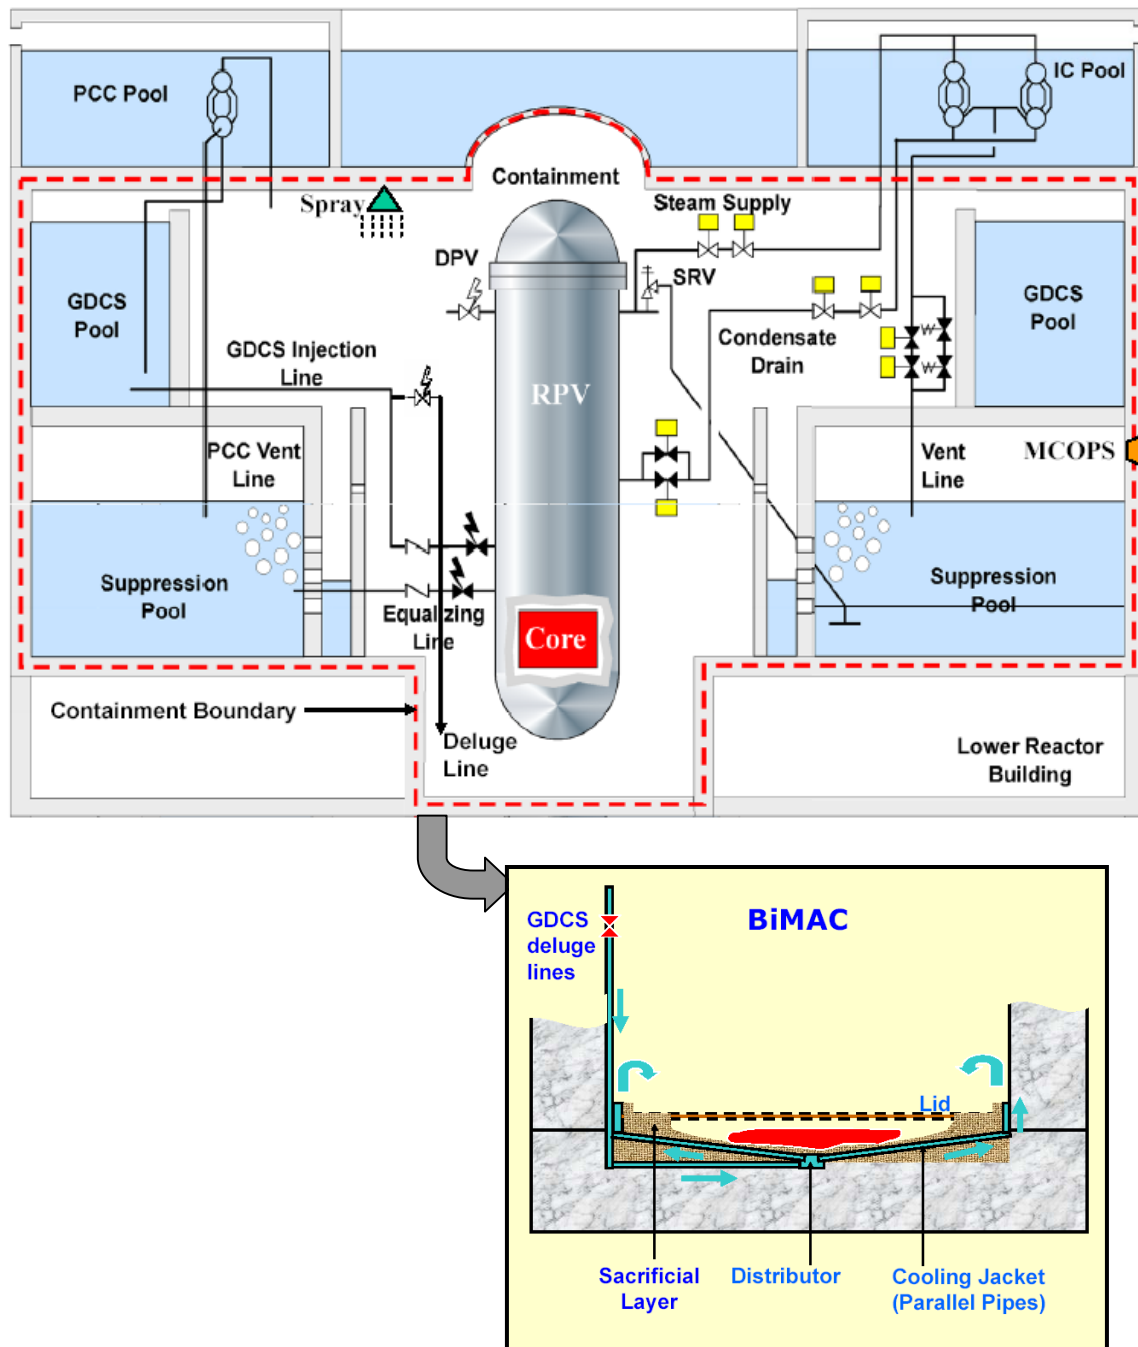 PCC Pool
IC Pool
Containment
Spray
Steam Supply
DPV
SRV
GDCS
Pool
GDCS
Pool
GDCS Injection
Line
Condensate
Drain
RPV
PCC Vent
Line
Vent
Line
MCOPS
Suppression
Pool
Suppression
Pool
Equalizing
Line
Core
Containment Boundary
Deluge
Line
Lower Reactor
Building
BiMAC
GDCS
deluge
lines
Lid
Sacrificial
Layer
Distributor
Cooling Jacket
(Parallel Pipes)